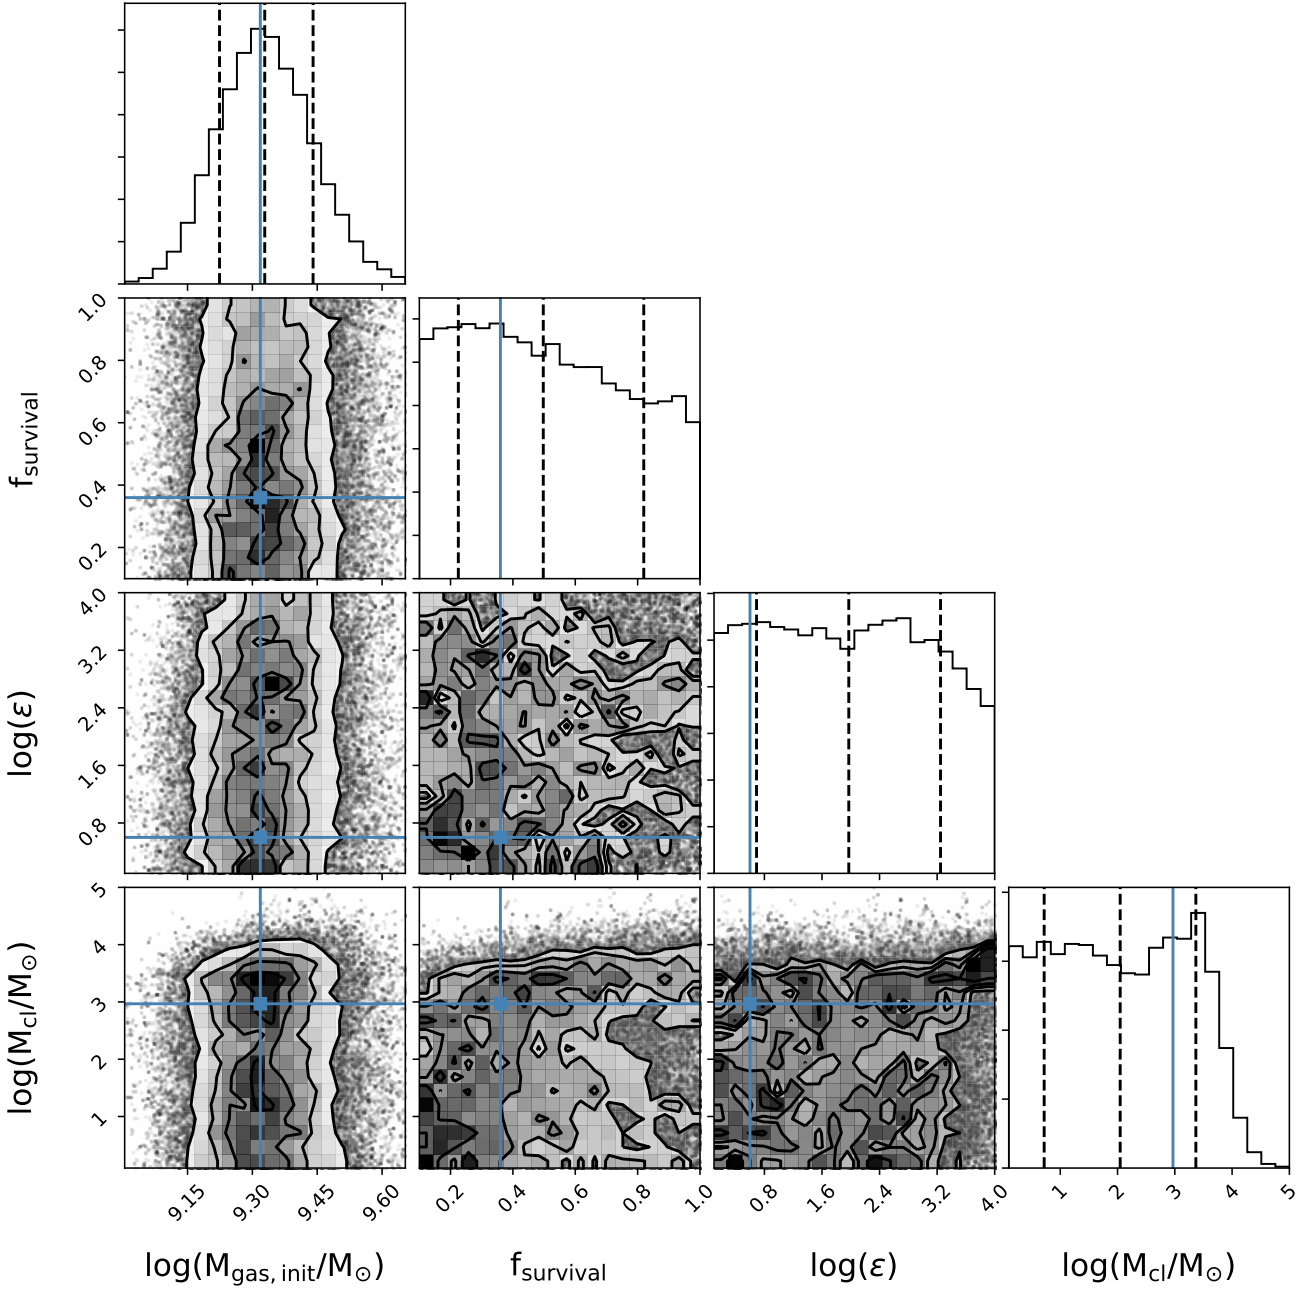 1.0
0.8
0.6
0.4
0.2
f_survival
4.0
3.2
2.4
1.6
0.8
log(ε)
5
4
3
2
1
log(M_cl/M_⊙)
9.15 9.30 9.45 9.60
0.2 0.4 0.6 0.8 1.0
0.8 1.6 2.4 3.2 4.0
1 2 3 4 5
log(M_gas, init/M_⊙) f_survival log(ε) log(M_cl/M_⊙)